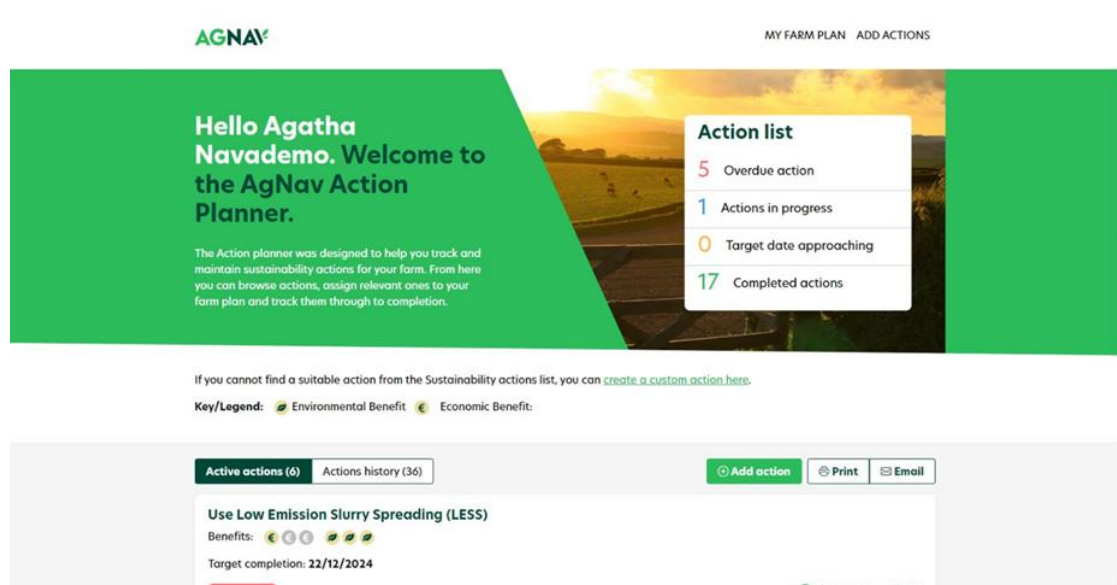 AGNAV
MY FARM PLAN ADD ACTIONS
Hello Agatha
Navademo. Welcome to
the AgNav Action
Planner.
The Action planner was designed to help you track and
maintain sustainability actions for your farm. From here
you can browse actions, assign relevant ones to your
farm plan and track them through to completion.
Action list
5 Overdue action
1 Actions in progress
0 Target date approaching
17 Completed actions
If you cannot find a suitable action from the Sustainability actions list, you can create a custom action here.
Key/Legend: Environmental Benefit € Economic Benefit:
Active actions (6) Actions history (36) Add action Print Email
Use Low Emission Slurry Spreading (LESS)
Benefits: € € €
Target completion: 22/12/2024